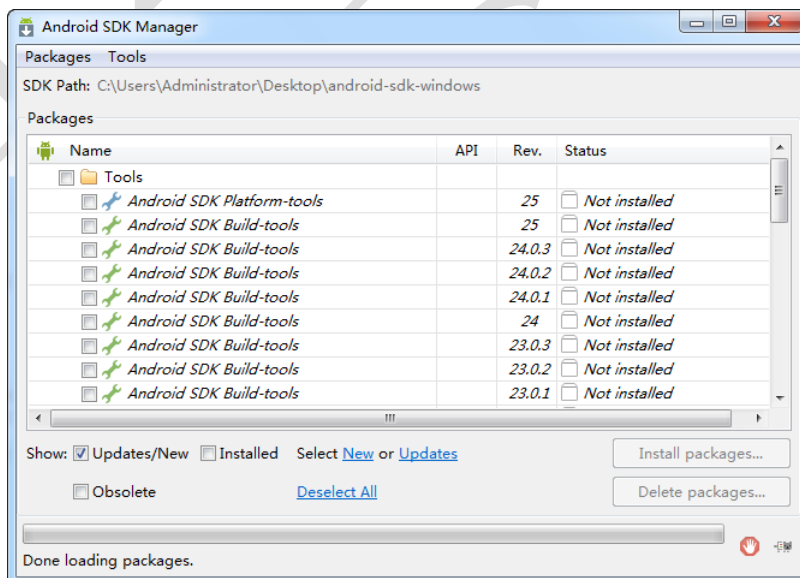 Android SDK Manager
Packages Tools
SDK Path: C:\Users\Administrator\Desktop\android-sdk-windows
Packages
Name API Rev. Status
Tools
Android SDK Platform-tools 25 Not installed
Android SDK Build-tools 25 Not installed
Android SDK Build-tools 24.0.3 Not installed
Android SDK Build-tools 24.0.2 Not installed
Android SDK Build-tools 24.0.1 Not installed
Android SDK Build-tools 24 Not installed
Android SDK Build-tools 23.0.3 Not installed
Android SDK Build-tools 23.0.2 Not installed
Android SDK Build-tools 23.0.1 Not installed
Show: Updates/New Installed Select New or Updates Install packages...
Obsolete Deselect All Delete packages...
Done loading packages.